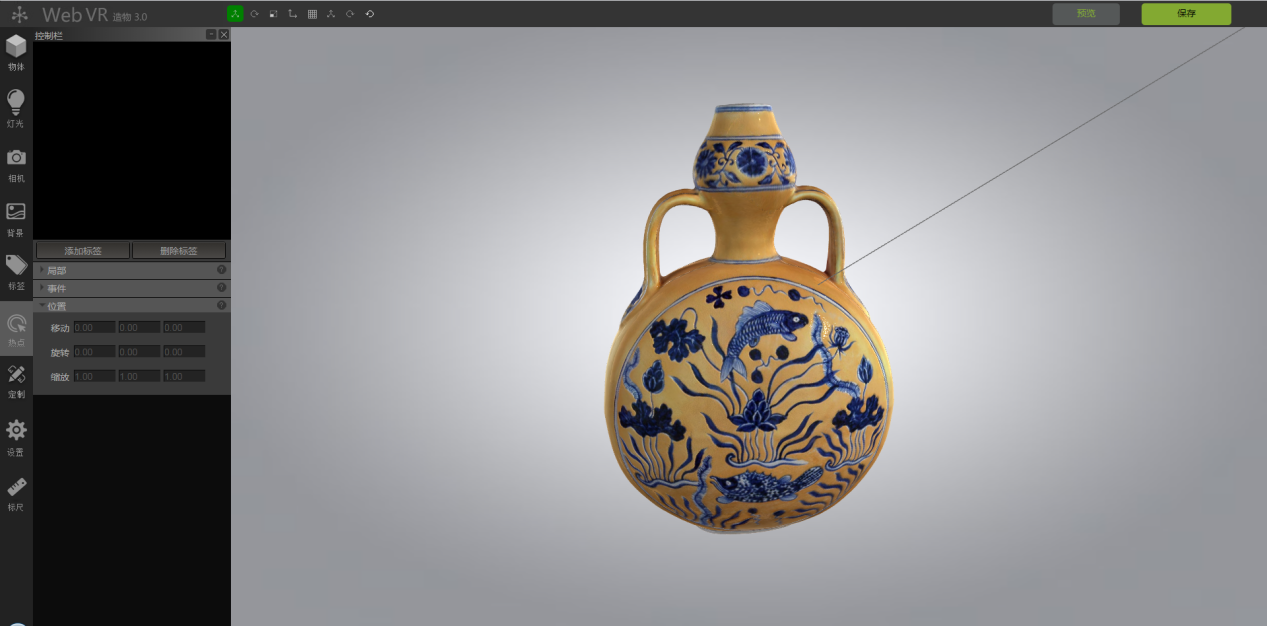 Web VR 造物 3.0
预览
保存
控制栏
物体
灯光
相机
背景
标签
热点
定制
设置
标尺
添加标签
删除标签
局部
事件
位置
移动 0.00 0.00 0.00
旋转 0.00 0.00 0.00
缩放 1.00 1.00 1.00